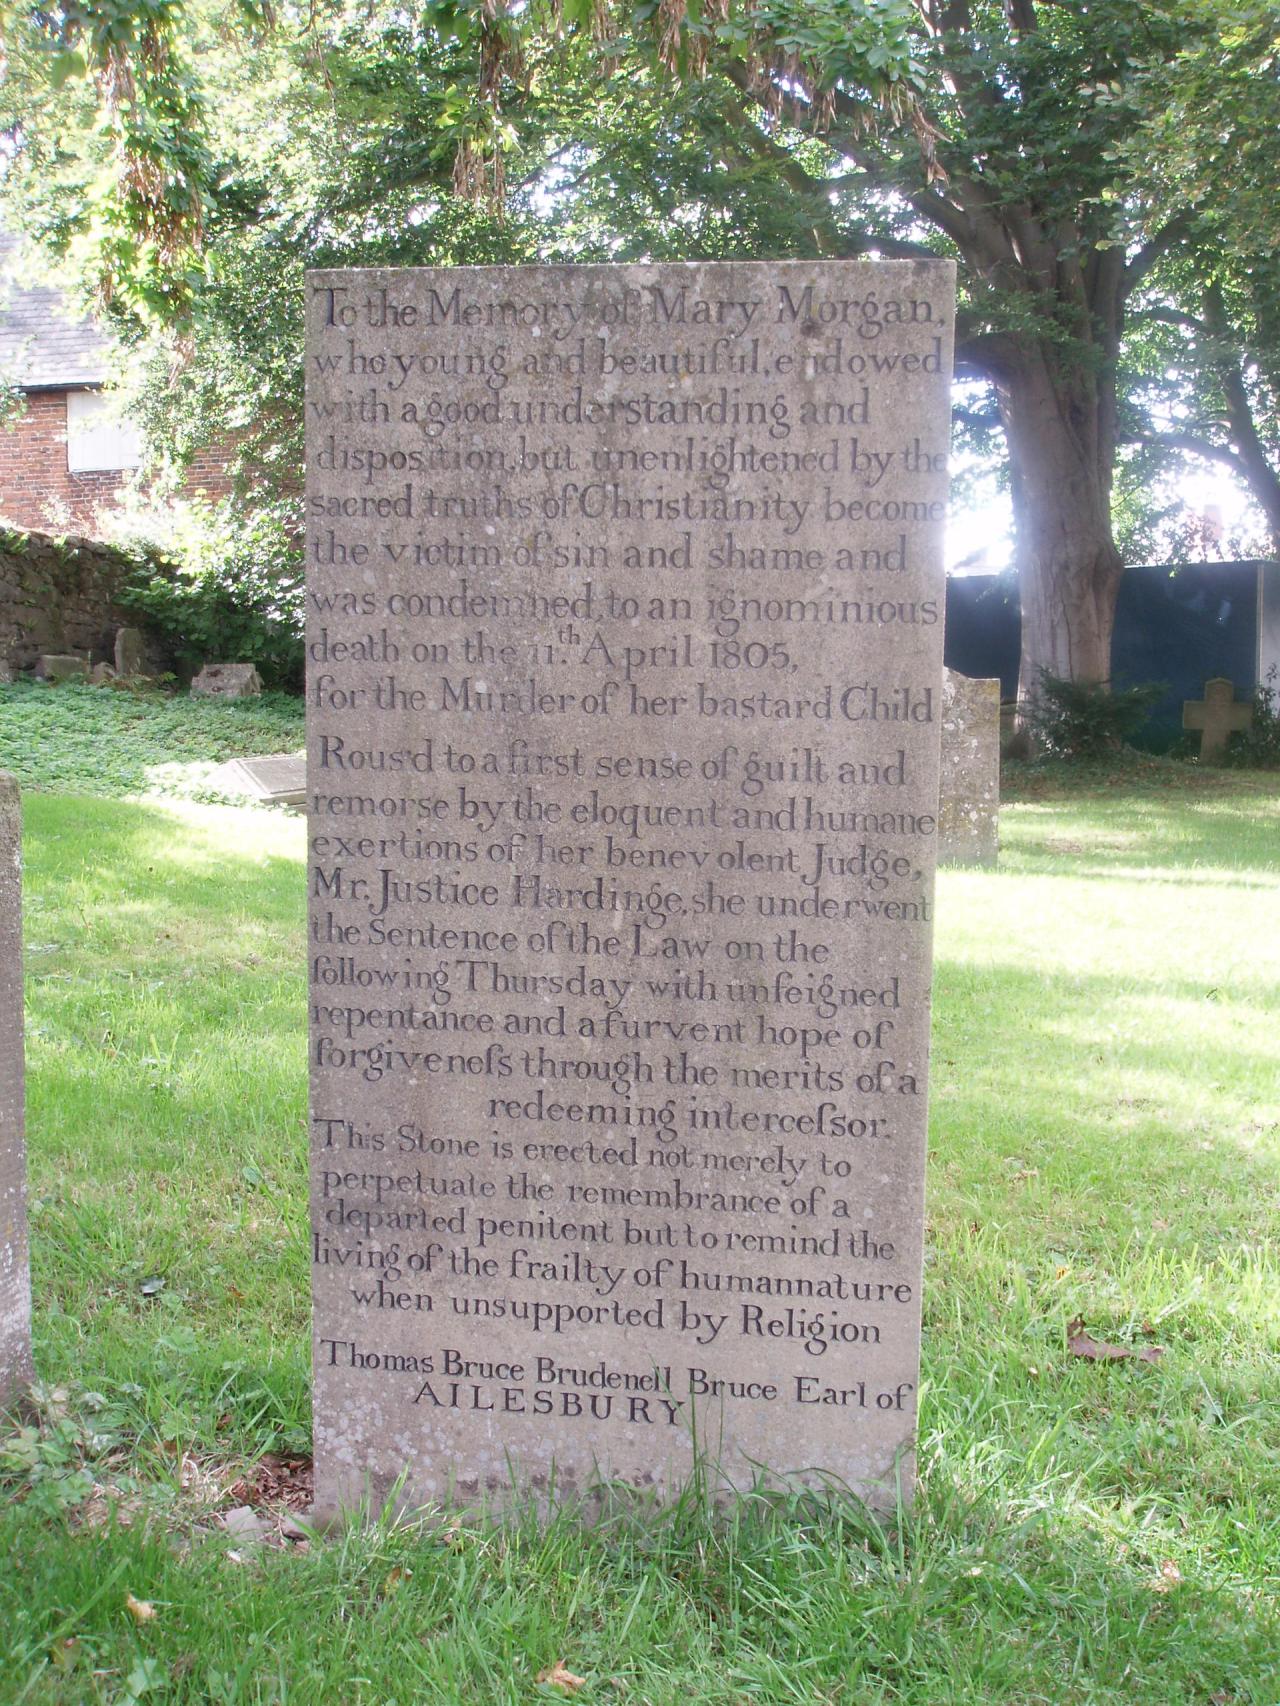 To the Memory of Mary Morgan,
who young and beautiful, endowed
with a good understanding and
disposition, but unenlightened by the
sacred truths of Christianity become
the victim of sin and shame and
was condemned, to an ignominious
death on the 11.th April 1805,
for the Murder of her bastard Child
Rous'd to a first sense of guilt and
remorse by the eloquent and humane
exertions of her benevolent Judge,
Mr. Justice Hardinge, she underwent
the Sentence of the Law on the
following Thursday with unfeigned
repentance and a furvent hope of
forgiveneſs through the merits of a
redeeming interceſsor.
This Stone is erected not merely to
perpetuate the remembrance of a
departed penitent but to remind the
living of the frailty of human nature
when unsupported by Religion
Thomas Bruce Brudenell Bruce Earl of
AILESBURY